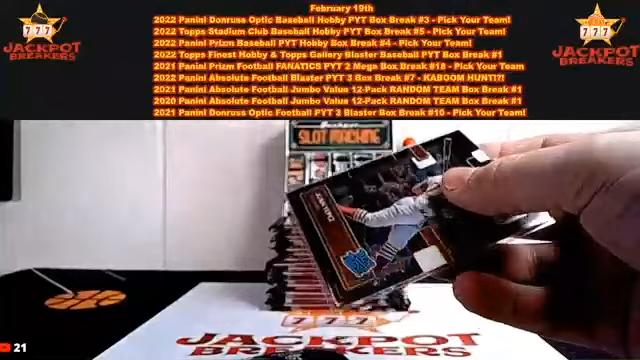 February 19th
2022 Panini Donruss Optic Baseball Hobby PYT Box Break #3 - Pick Your Team!
2022 Topps Stadium Club Baseball Hobby PYT Box Break #5 - Pick Your Team!
2022 Panini Prizm Baseball PYT Hobby Box Break #4 - Pick Your Team!
2022 Topps Finest Hobby & Topps Gallery Blaster Baseball PYT Box Break #1
2021 Panini Prizm Football FANATICS PYT 2 Mega Box Break #18 - Pick Your Team
2022 Panini Absolute Football Blaster PYT 3 Box Break #7 - KABOOM HUNT!?!
2021 Panini Absolute Football Jumbo Value 12-Pack RANDOM TEAM Box Break #1
2020 Panini Absolute Football Jumbo Value 12-Pack RANDOM TEAM Box Break #1
2021 Panini Donruss Optic Football PYT 3 Blaster Box Break #10 - Pick Your Team!
777
JACKPOT
BREAKERS
777
JACKPOT
BREAKERS
SLOT MACHINE
777
JACKPOT
BREAKERS
21